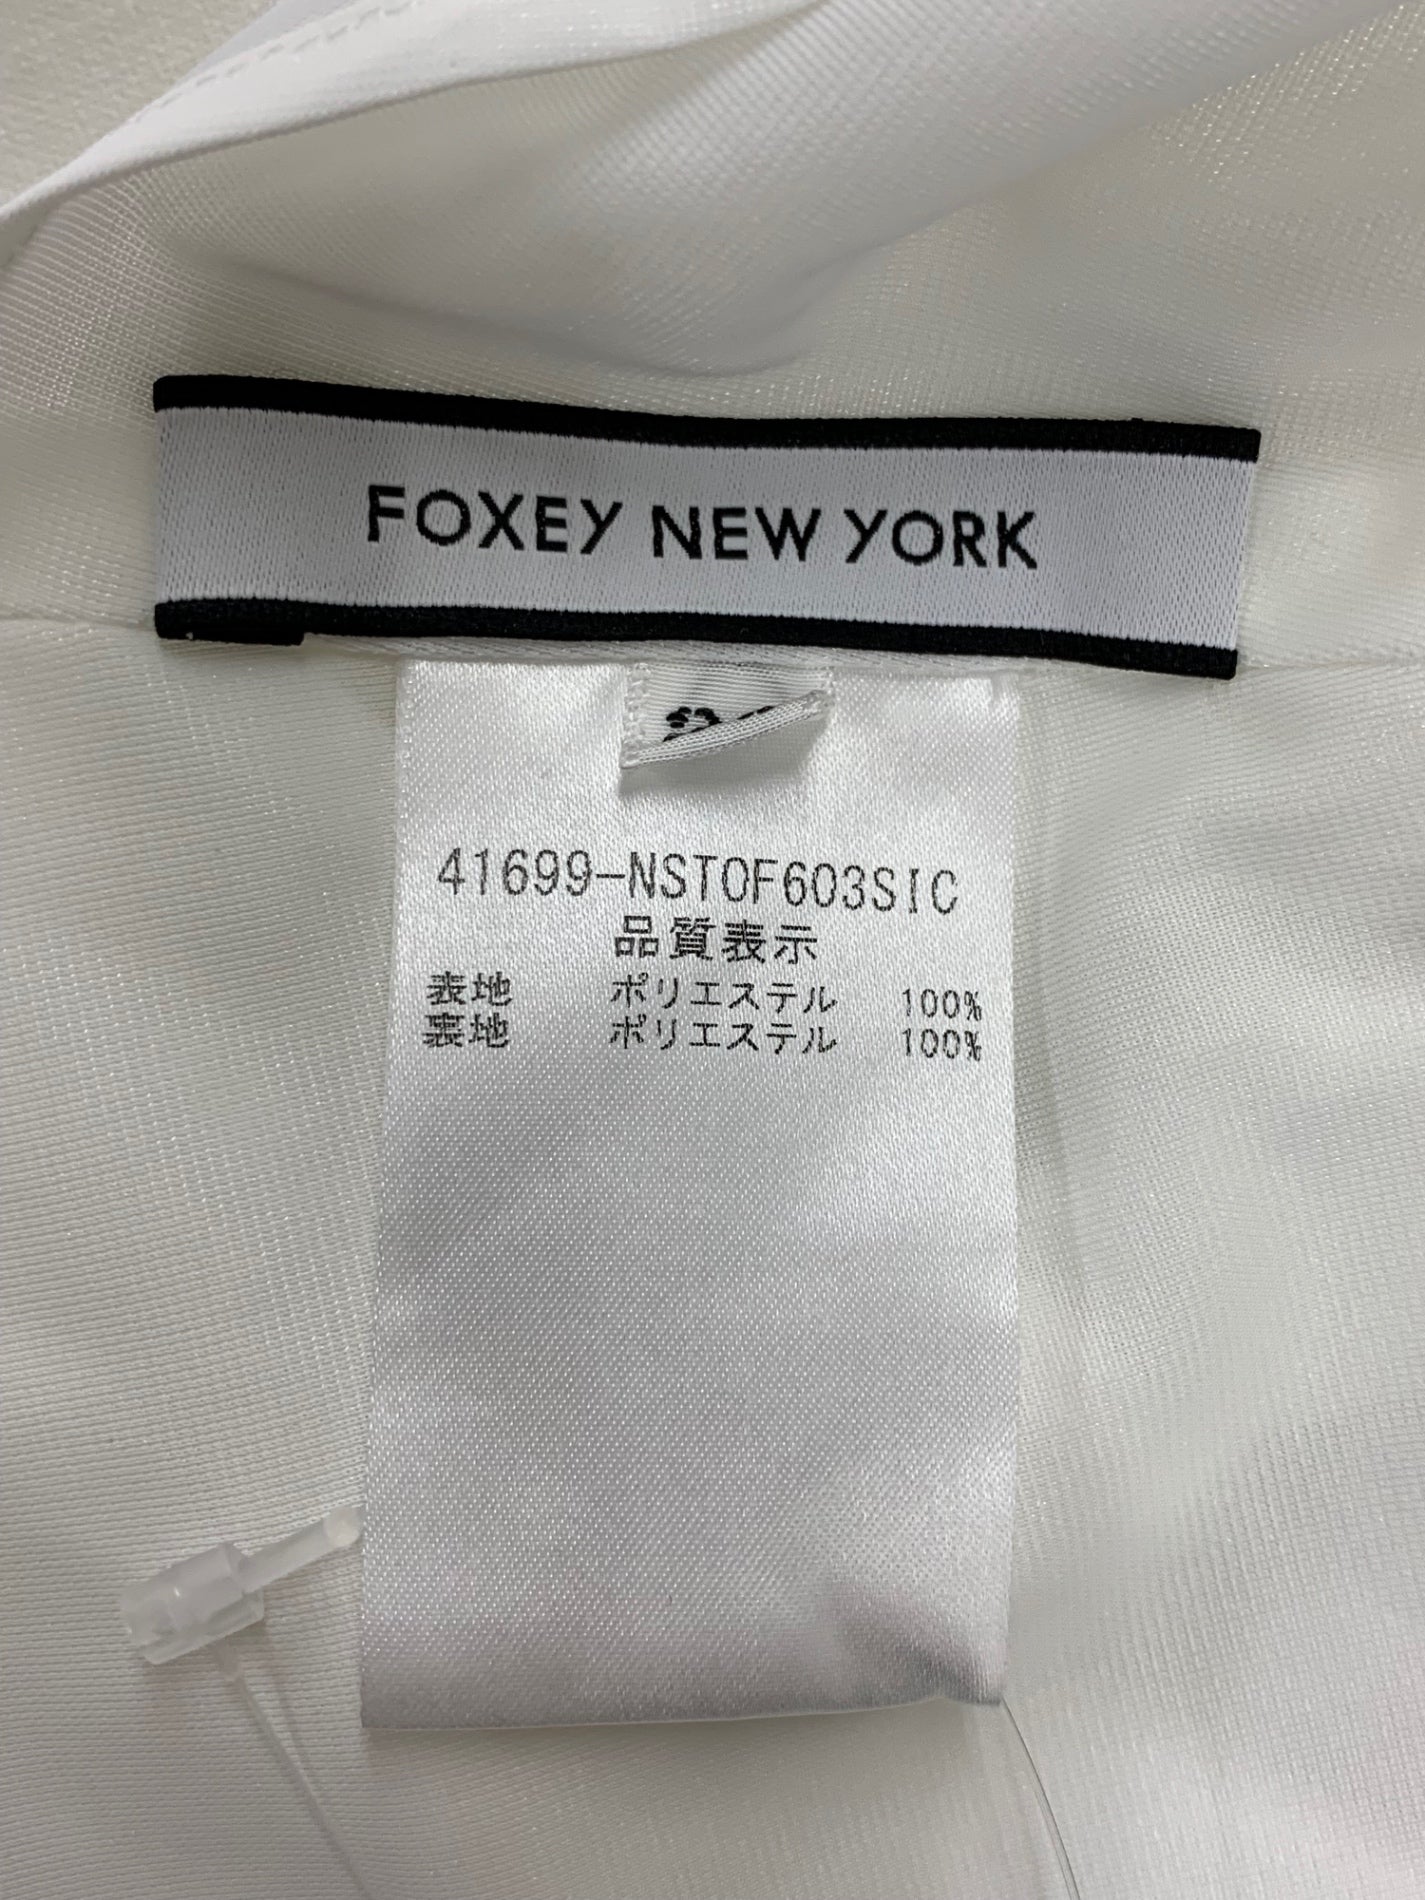 FOXEY NEW YORK
41699-NSTOF603SIC
品質表示
表地 ポリエステル 100%
裏地 ポリエステル 100%